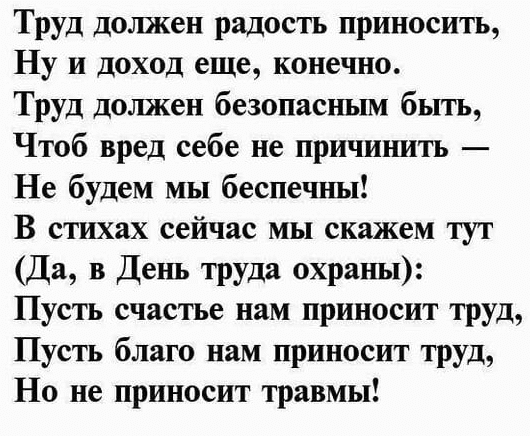 Труд должен радость приносить,
Ну и доход еще, конечно.
Труд должен безопасным быть,
Чтоб вред себе не причинить —
Не будем мы беспечны!
В стихах сейчас мы скажем тут
(Да, в День труда охраны):
Пусть счастье нам приносит труд,
Пусть благо нам приносит труд,
Но не приносит травмы!